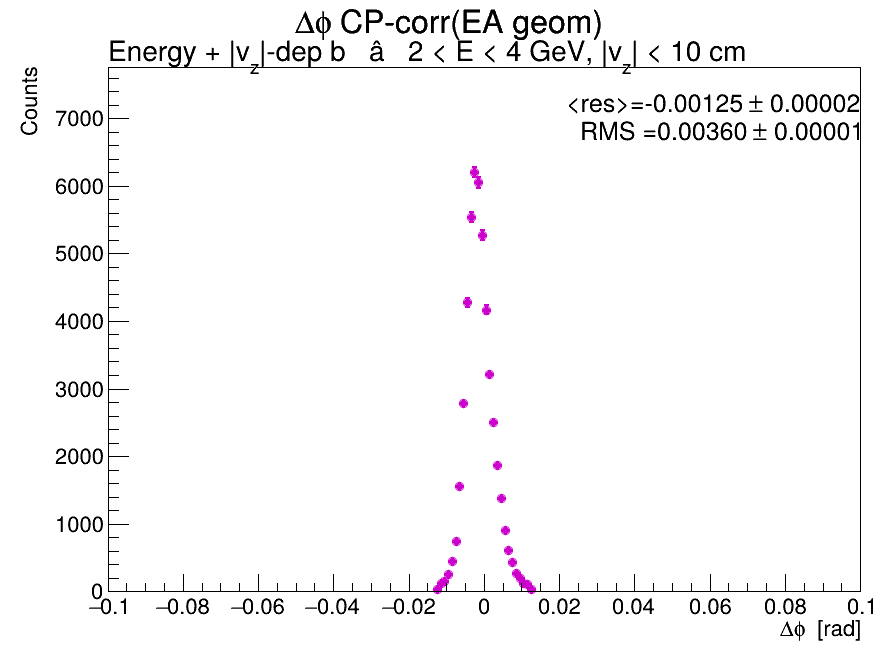 Δϕ CP-corr(EA geom)
Energy + |v_z|-dep b â 2 < E < 4 GeV, |v_z| < 10 cm
Counts
<res>=-0.00125 ± 0.00002
RMS =0.00360 ± 0.00001
7000
6000
5000
4000
3000
2000
1000
0
−0.1 −0.08 −0.06 −0.04 −0.02 0 0.02 0.04 0.06 0.08 0.1
Δϕ [rad]